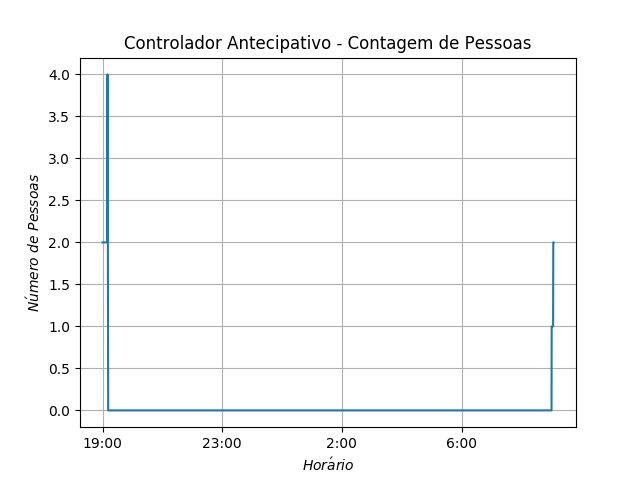 Controlador Antecipativo - Contagem de Pessoas
Número de Pessoas
4.0
3.5
3.0
2.5
2.0
1.5
1.0
0.5
0.0
19:00 23:00 2:00 6:00
Horário